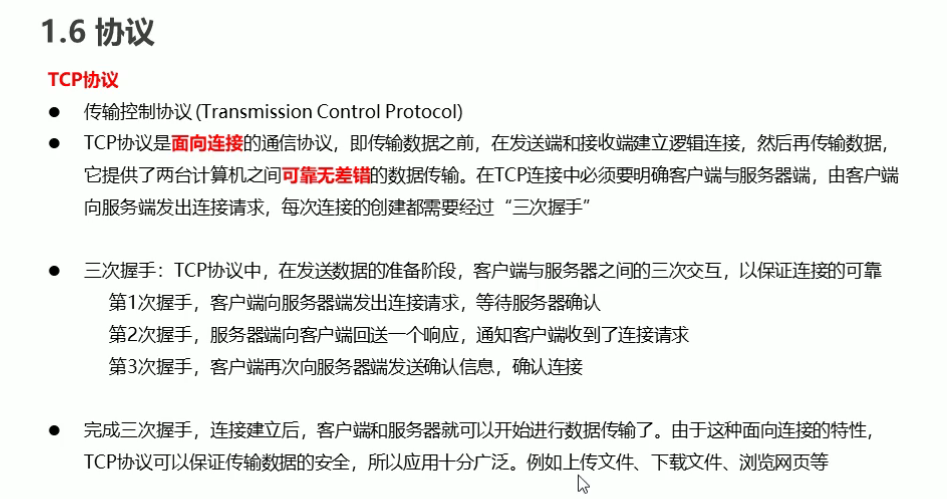 1.6 协议
TCP协议
● 传输控制协议 (Transmission Control Protocol)
● TCP协议是面向连接的通信协议，即传输数据之前，在发送端和接收端建立逻辑连接，然后再传输数据，
它提供了两台计算机之间可靠无差错的数据传输。在TCP连接中必须要明确客户端与服务器端，由客户端
向服务端发出连接请求，每次连接的创建都需要经过“三次握手”
● 三次握手：TCP协议中，在发送数据的准备阶段，客户端与服务器之间的三次交互，以保证连接的可靠
第1次握手，客户端向服务器端发出连接请求，等待服务器确认
第2次握手，服务器端向客户端回送一个响应，通知客户端收到了连接请求
第3次握手，客户端再次向服务器端发送确认信息，确认连接
● 完成三次握手，连接建立后，客户端和服务器就可以开始进行数据传输了。由于这种面向连接的特性，
TCP协议可以保证传输数据的安全，所以应用十分广泛。例如上传文件、下载文件、浏览网页等